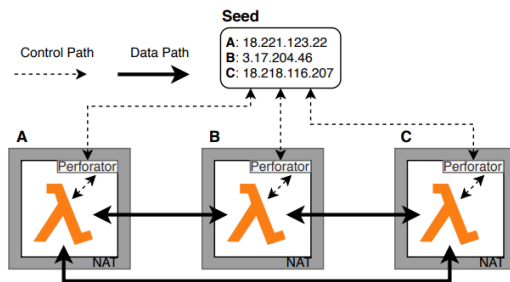 Seed
Control Path
Data Path
A: 18.221.123.22
B: 3.17.204.46
C: 18.218.116.207
A
B
C
Perforator
Perforator
Perforator
NAT
NAT
NAT